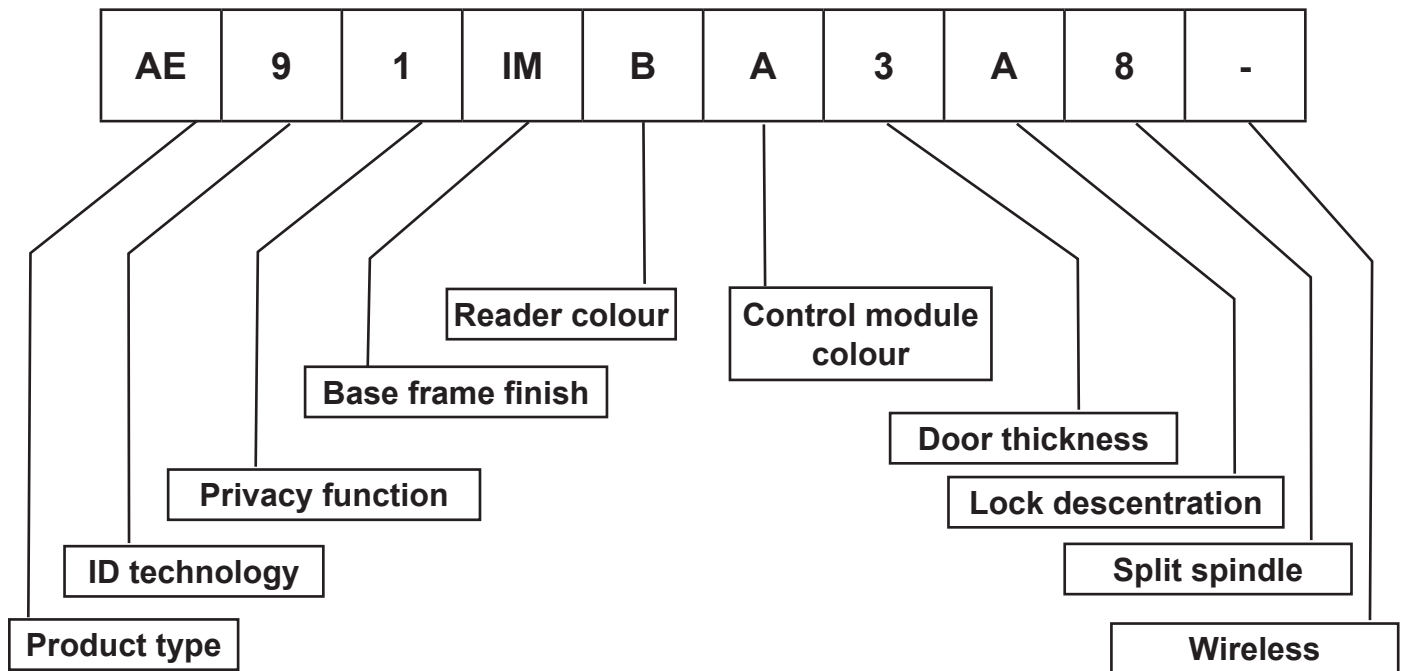 AE 9 1 IM B A 3 A 8 -
Reader colour
Control module
colour
Base frame finish
Door thickness
Privacy function
Lock descentration
ID technology
Split spindle
Product type
Wireless